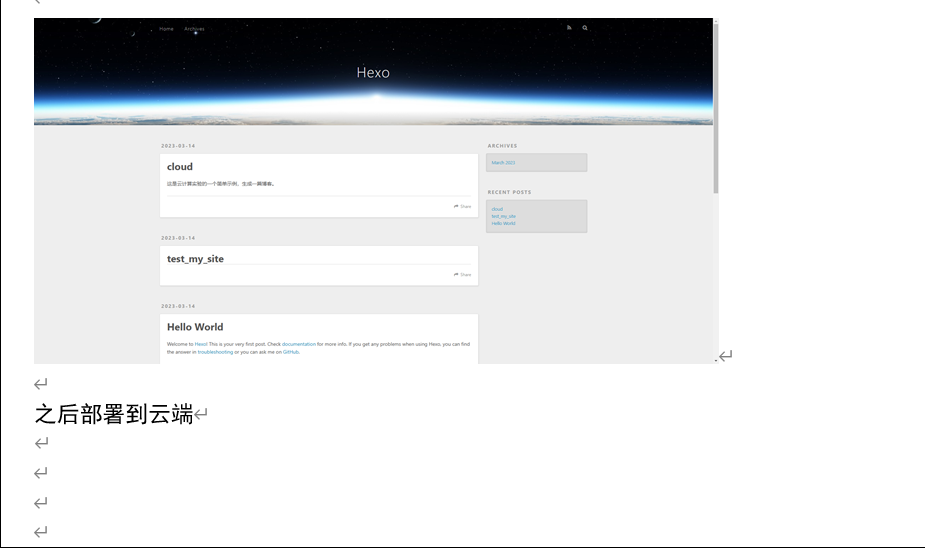 Home Archives
Hexo
2023-03-14
cloud
这是云计算实验的一个简单示例，生成一篇博客。
Share
2023-03-14
test_my_site
Share
2023-03-14
Hello World
Welcome to Hexo! This is your very first post. Check documentation for more info. If you get any problems when using Hexo, you can find
the answer in troubleshooting or you can ask me on GitHub.
ARCHIVES
March 2023
RECENT POSTS
cloud
test_my_site
Hello World
之后部署到云端